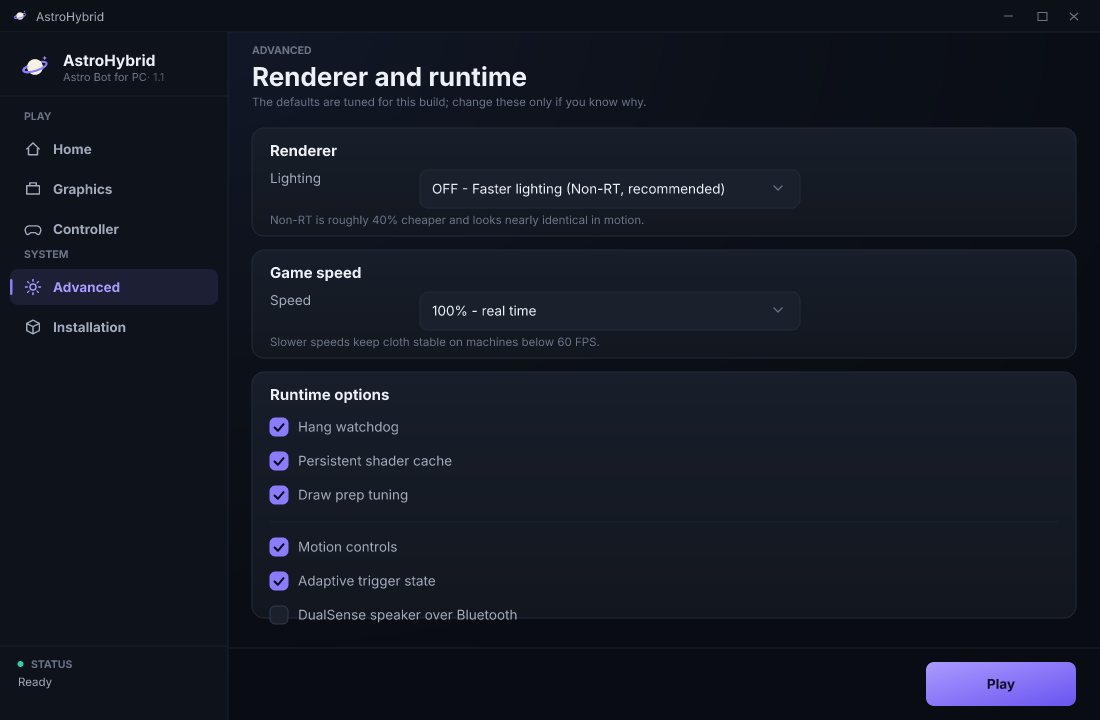 AstroHybrid
AstroHybrid
Astro Bot for PC· 1.1
PLAY
Home
Graphics
Controller
SYSTEM
Advanced
Installation
STATUS
Ready
ADVANCED
Renderer and runtime
The defaults are tuned for this build; change these only if you know why.
Renderer
Lighting
OFF - Faster lighting (Non-RT, recommended)
Non-RT is roughly 40% cheaper and looks nearly identical in motion.
Game speed
Speed
100% - real time
Slower speeds keep cloth stable on machines below 60 FPS.
Runtime options
Hang watchdog
Persistent shader cache
Draw prep tuning
Motion controls
Adaptive trigger state
DualSense speaker over Bluetooth
Play